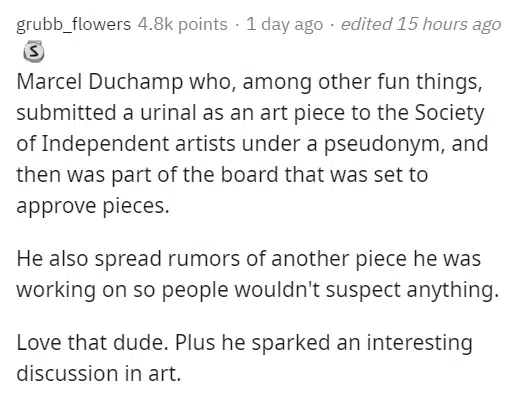 grubb_flowers 4.8k points · 1 day ago · edited 15 hours ago
S
Marcel Duchamp who, among other fun things,
submitted a urinal as an art piece to the Society
of Independent artists under a pseudonym, and
then was part of the board that was set to
approve pieces.
He also spread rumors of another piece he was
working on so people wouldn't suspect anything.
Love that dude. Plus he sparked an interesting
discussion in art.